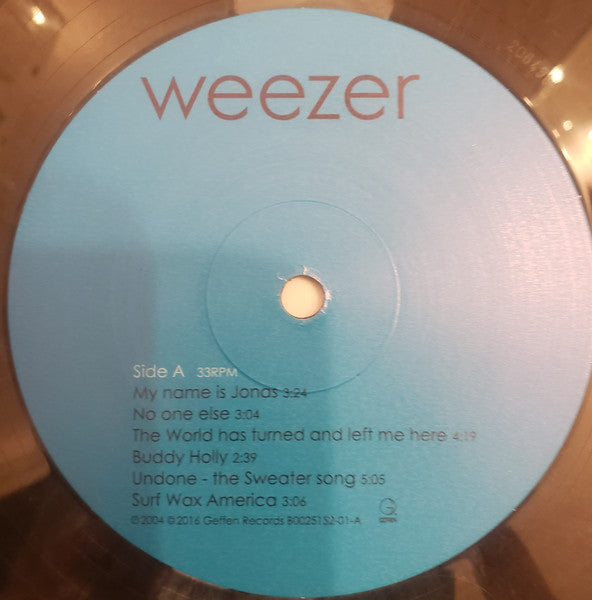 weezer
Side A 33RPM
My name is Jonas 3:24
No one else 3:04
The World has turned and left me here 4:19
Buddy Holly 2:39
Undone - the Sweater song 5:05
Surf Wax America 3:06
℗ 2004 © 2016 Geffen Records B0025152-01-A
GEFFEN